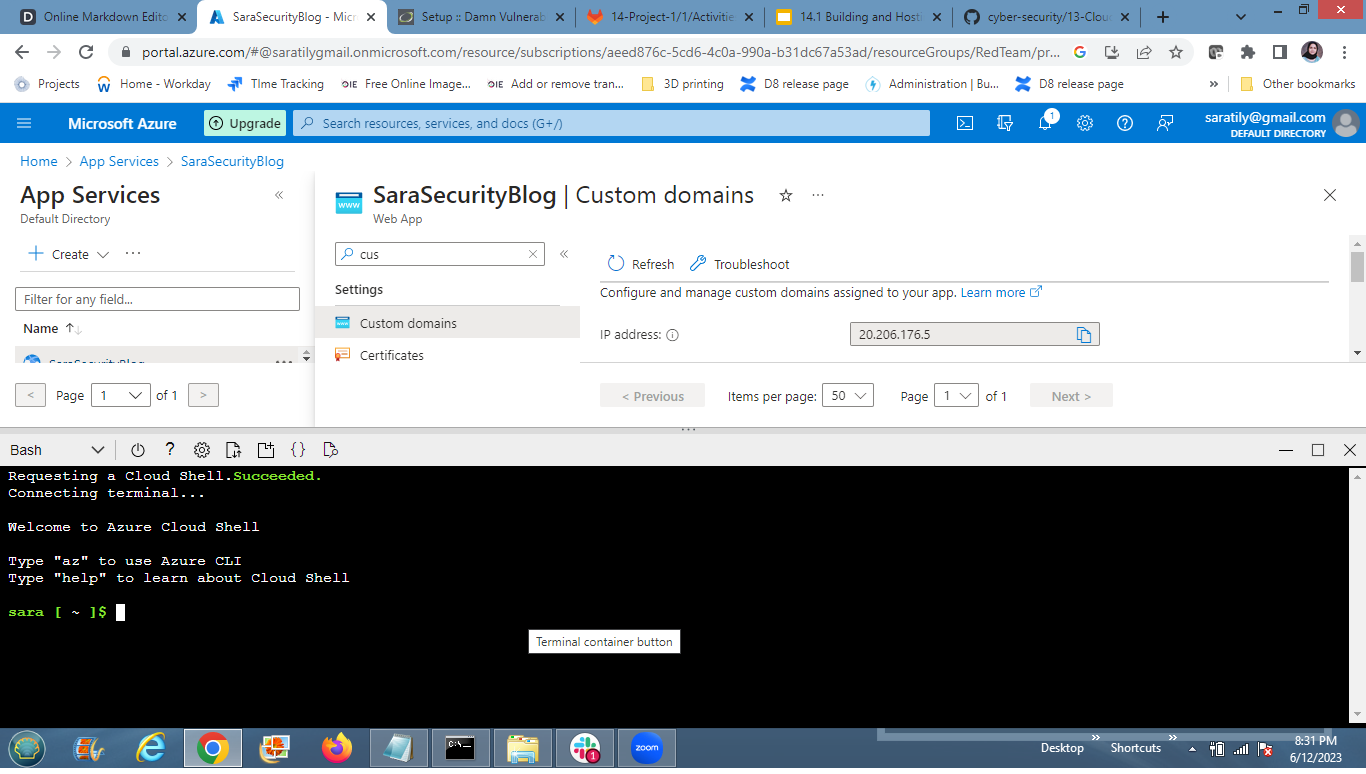 Online Markdown Edito
SaraSecurityBlog - Micr
Setup :: Damn Vulnerab
14-Project-1/1/Activitie
14.1 Building and Hosti
cyber-security/13-Clou
portal.azure.com/#@saratilygmail.onmicrosoft.com/resource/subscriptions/aeed876c-5cd6-4c0a-990a-b31dc67a53ad/resourceGroups/RedTeam/pr...
Projects
Home - Workday
TIme Tracking
OIE Free Online Image...
OIE Add or remove tran...
3D printing
D8 release page
Administration | Bu...
D8 release page
»
Other bookmarks
Microsoft Azure
Upgrade
Search resources, services, and docs (G+/)
1
saratily@gmail.com
DEFAULT DIRECTORY
Home > App Services > SaraSecurityBlog
App Services
Default Directory
Create
Filter for any field...
Name
SaraSecurityBlog
< Page 1 of 1 >
WWW
SaraSecurityBlog | Custom domains
Web App
cus
Settings
Custom domains
Certificates
Refresh
Troubleshoot
Configure and manage custom domains assigned to your app. Learn more
IP address:
20.206.176.5
< Previous
Items per page: 50
Page 1 of 1
Next >
Bash
Requesting a Cloud Shell.Succeeded.
Connecting terminal...
Welcome to Azure Cloud Shell
Type "az" to use Azure CLI
Type "help" to learn about Cloud Shell
sara [ ~ ]$
Terminal container button
C:\_
1
zoom
Desktop »
Shortcuts »
8:31 PM
6/12/2023